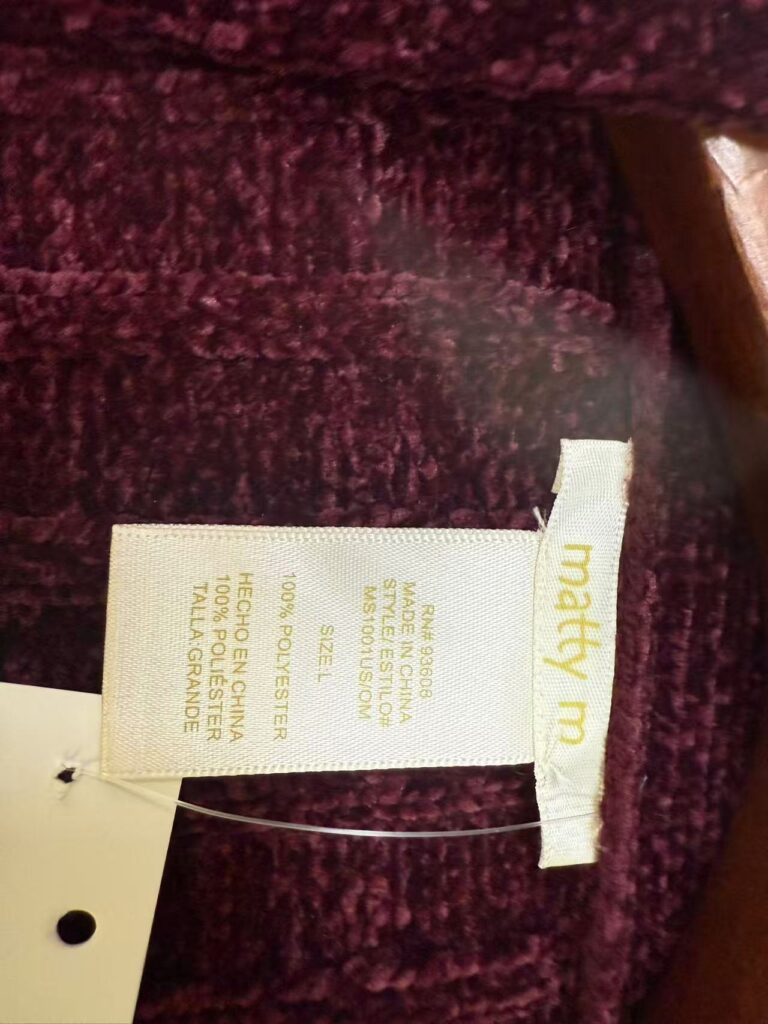 matty m
RN# 93608
MADE IN CHINA
STYLE/ ESTILO#
MS1001US/OM
SIZE L
100% POLYESTER
HECHO EN CHINA
100% POLIÉSTER
TALLA GRANDE